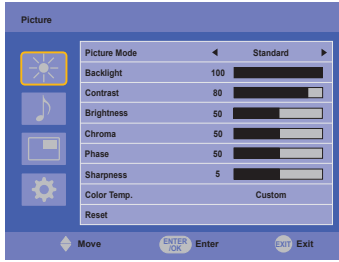 Picture
Picture Mode Standard
Backlight 100
Contrast 80
Brightness 50
Chroma 50
Phase 50
Sharpness 5
Color Temp. Custom
Reset
Move ENTER /OK Enter EXIT Exit